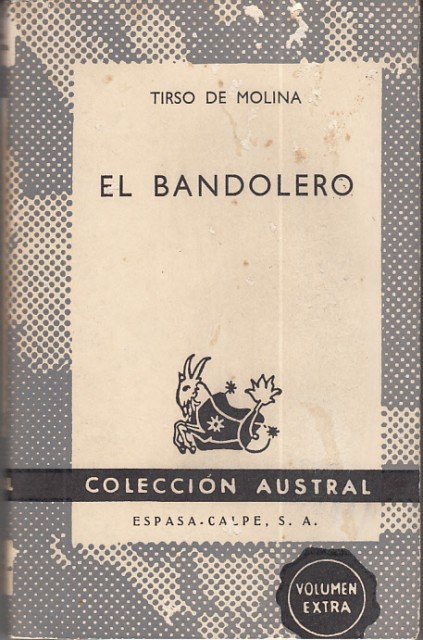 TIRSO DE MOLINA
EL BANDOLERO
COLECCIÓN AUSTRAL
ESPASA-CALPE, S. A.
VOLUMEN
EXTRA